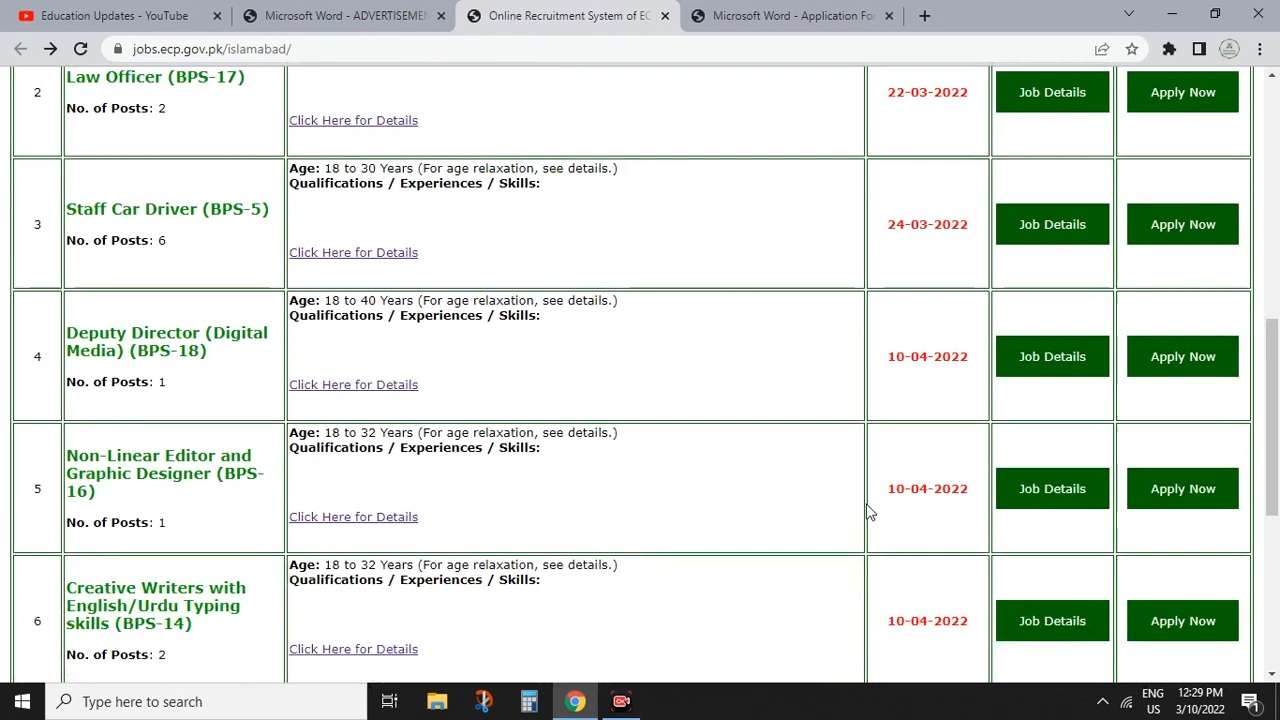 Education Updates - YouTube
Microsoft Word - ADVERTISEMEN
Online Recruitment System of EC
Microsoft Word - Application For
jobs.ecp.gov.pk/islamabad/
2
Law Officer (BPS-17)
No. of Posts: 2
Click Here for Details
22-03-2022
Job Details
Apply Now
3
Staff Car Driver (BPS-5)
No. of Posts: 6
Age: 18 to 30 Years (For age relaxation, see details.)
Qualifications / Experiences / Skills:
Click Here for Details
24-03-2022
Job Details
Apply Now
4
Deputy Director (Digital
Media) (BPS-18)
No. of Posts: 1
Age: 18 to 40 Years (For age relaxation, see details.)
Qualifications / Experiences / Skills:
Click Here for Details
10-04-2022
Job Details
Apply Now
5
Non-Linear Editor and
Graphic Designer (BPS-
16)
No. of Posts: 1
Age: 18 to 32 Years (For age relaxation, see details.)
Qualifications / Experiences / Skills:
Click Here for Details
10-04-2022
Job Details
Apply Now
6
Creative Writers with
English/Urdu Typing
skills (BPS-14)
No. of Posts: 2
Age: 18 to 32 Years (For age relaxation, see details.)
Qualifications / Experiences / Skills:
Click Here for Details
10-04-2022
Job Details
Apply Now
Type here to search
ENG
US
12:29 PM
3/10/2022
1